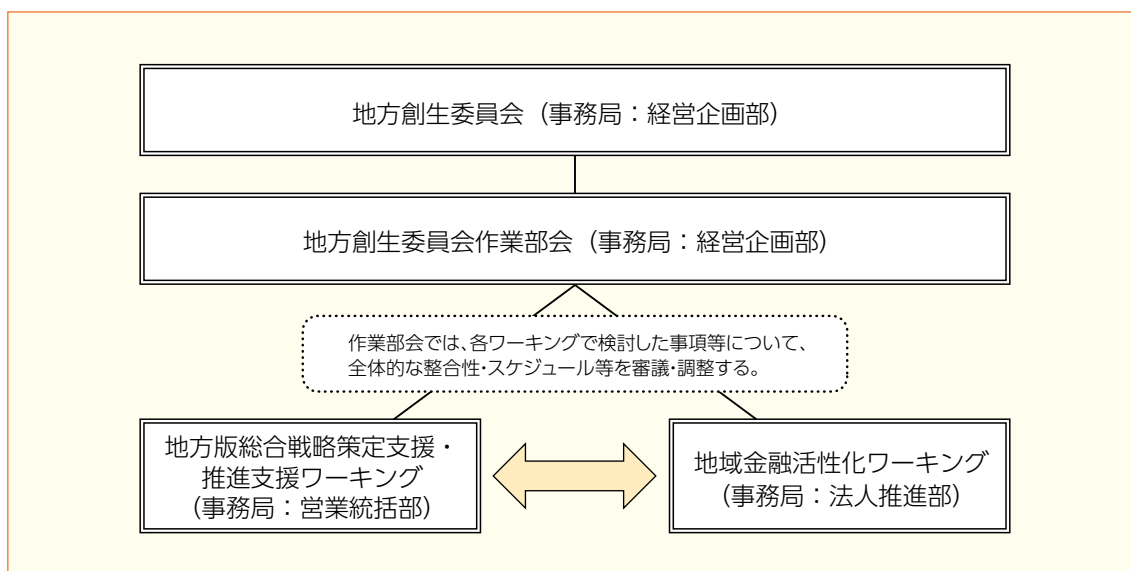 地方創生委員会（事務局：経営企画部）
地方創生委員会作業部会（事務局：経営企画部）
作業部会では、各ワーキングで検討した事項等について、
全体的な整合性・スケジュール等を審議・調整する。
地方版総合戦略策定支援・
推進支援ワーキング
（事務局：営業統括部）
地域金融活性化ワーキング
（事務局：法人推進部）